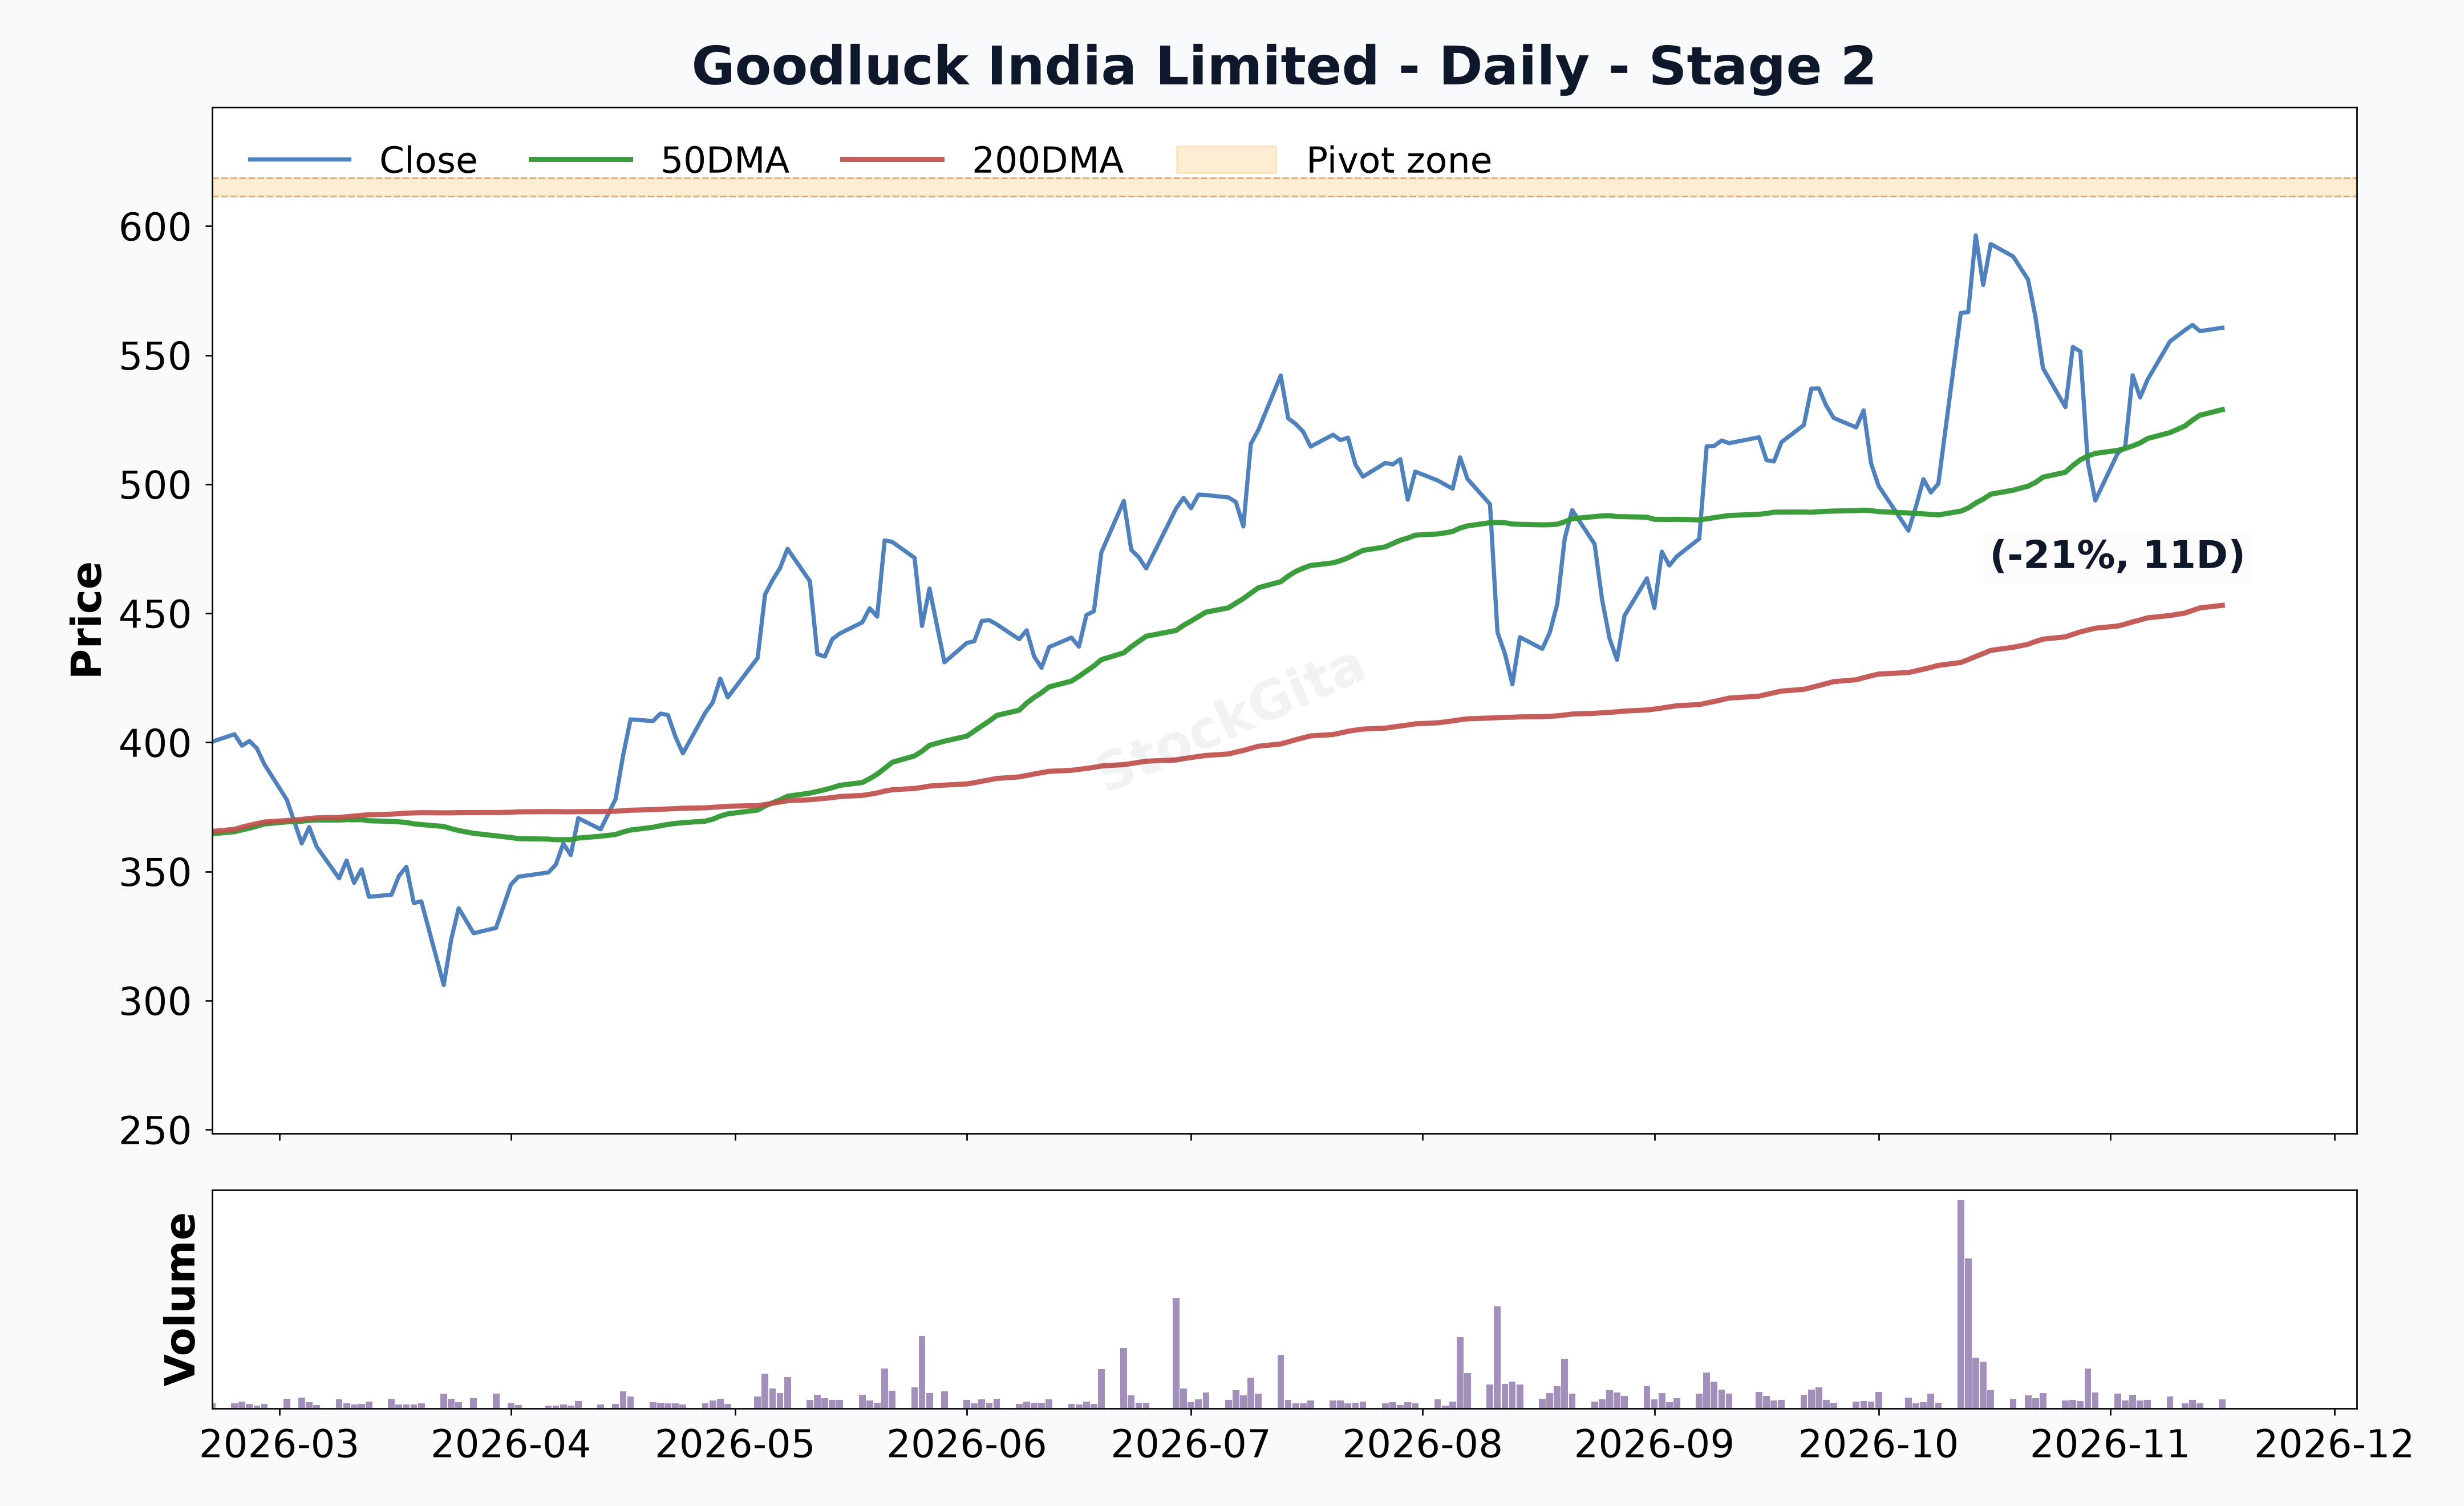 Goodluck India Limited - Daily - Stage 2
Close 50DMA 200DMA Pivot zone
600
550
500
450
400
350
300
250
Price
(-21%, 11D)
StockGita
Volume
2026-03 2026-04 2026-05 2026-06 2026-07 2026-08 2026-09 2026-10 2026-11 2026-12